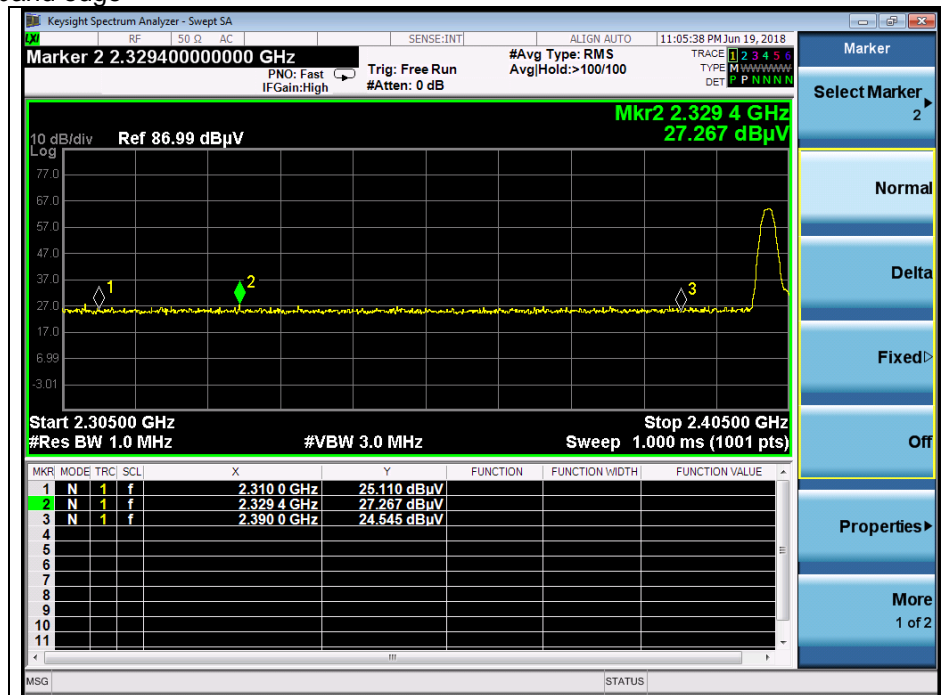 Keysight Spectrum Analyzer - Swept SA
LXI RF 50 Ω AC SENSE:INT ALIGN AUTO 11:05:38 PM Jun 19, 2018
Marker 2 2.329400000000 GHz
PNO: Fast
IFGain:High
Trig: Free Run
#Atten: 0 dB
#Avg Type: RMS
Avg|Hold:>100/100
TRACE 1 2 3 4 5 6
TYPE M WWWWW
DET P P N N N N
Mkr2 2.329 4 GHz
27.267 dBµV
10 dB/div Ref 86.99 dBµV
Log
77.0
67.0
57.0
47.0
37.0
27.0
17.0
6.99
-3.01
1
2
3
Start 2.30500 GHz Stop 2.40500 GHz
#Res BW 1.0 MHz #VBW 3.0 MHz Sweep 1.000 ms (1001 pts)
MKR MODE TRC SCL X Y FUNCTION FUNCTION WIDTH FUNCTION VALUE
1 N 1 f 2.310 0 GHz 25.110 dBµV
2 N 1 f 2.329 4 GHz 27.267 dBµV
3 N 1 f 2.390 0 GHz 24.545 dBµV
4
5
6
7
8
9
10
11
MSG STATUS
Marker
Select Marker
2
Normal
Delta
Fixed
Off
Properties
More
1 of 2